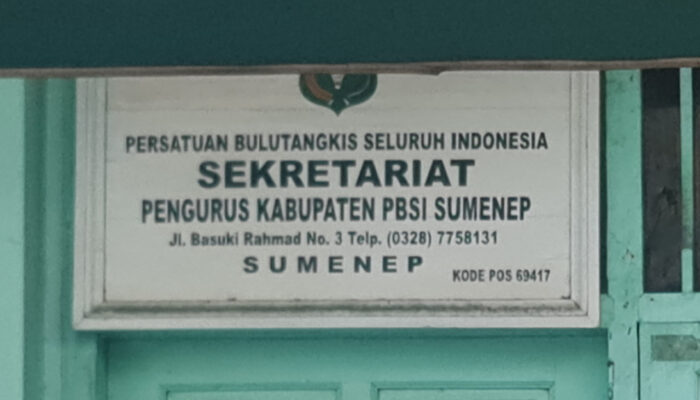 PERSATUAN BULUTANGKIS SELURUH INDONESIA
SEKRETARIAT
PENGURUS KABUPATEN PBSI SUMENEP
Jl. Basuki Rahmad No. 3 Telp. (0328) 7758131
SUMENEP
KODE POS 69417